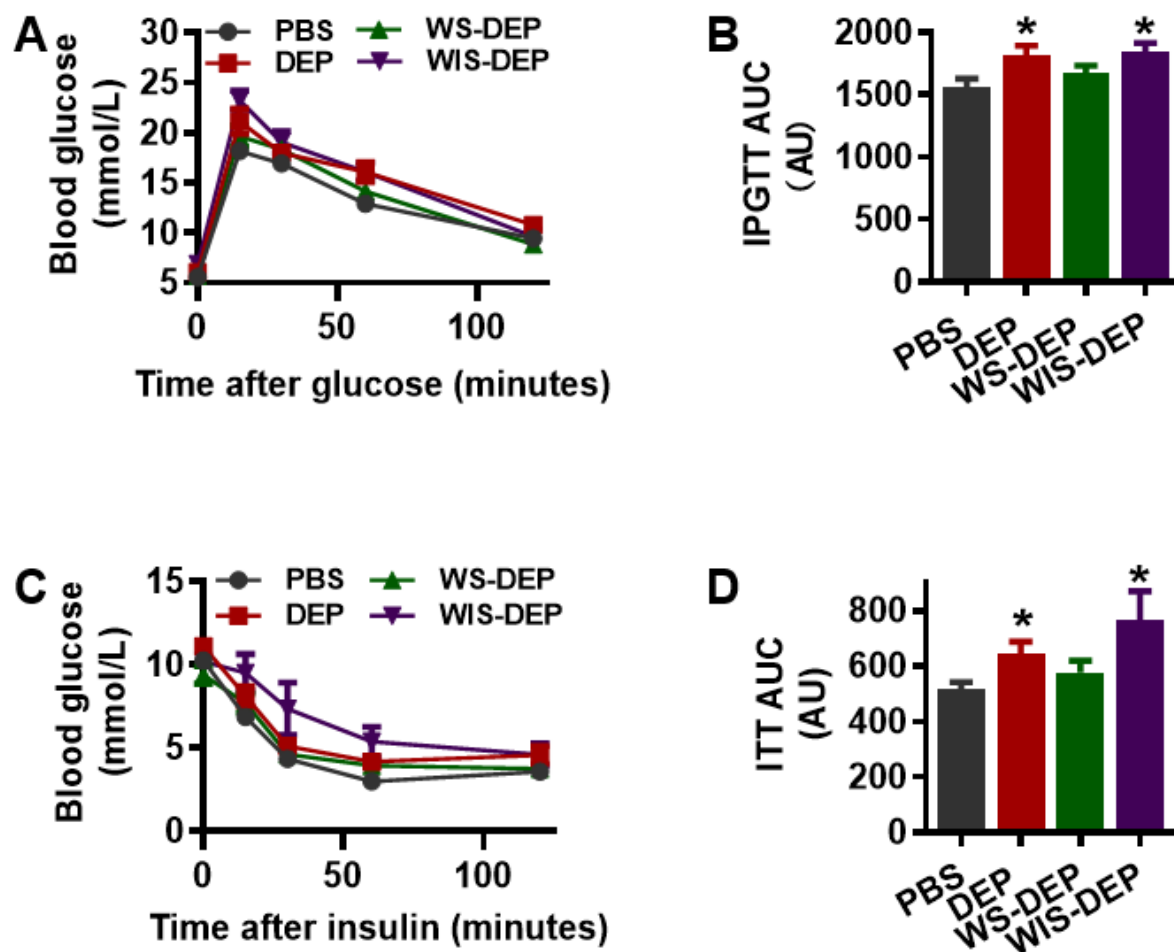 A
Blood glucose
(mmol/L)
30
25
20
15
10
5
PBS
WS-DEP
DEP
WIS-DEP
0
50
100
Time after glucose (minutes)
B
IPGTT AUC
(AU)
2000
1500
1000
500
0
*
*
PBS
DEP
WS-DEP
WIS-DEP
C
Blood glucose
(mmol/L)
15
10
5
0
PBS
WS-DEP
DEP
WIS-DEP
0
50
100
Time after insulin (minutes)
D
ITT AUC
(AU)
800
600
400
200
0
*
*
PBS
DEP
WS-DEP
WIS-DEP